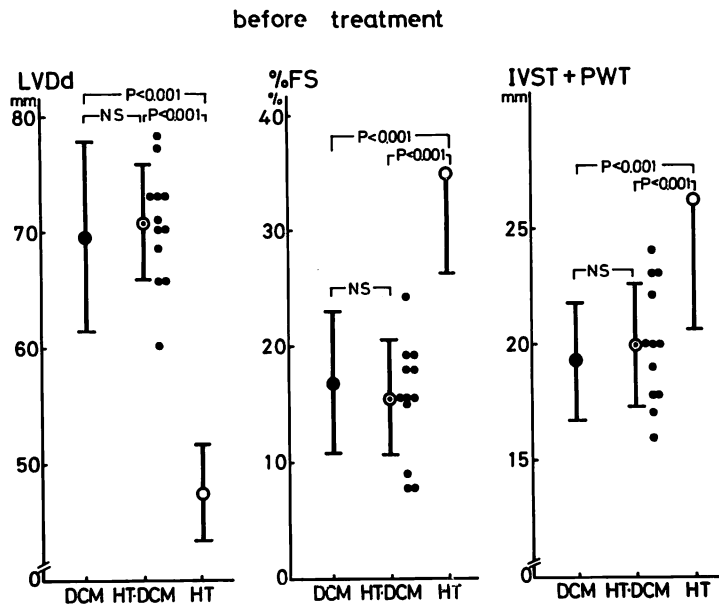 before treatment
LVDd
mm
P<0.001
NS P<0.001
80
70
60
50
0
DCM HT·DCM HT
%FS
%
40
P<0.001
P<0.001
30
NS
20
10
0
DCM HT·DCM HT
IVST + PWT
mm
P<0.001
P<0.001
25
NS
20
15
0
DCM HT·DCM HT